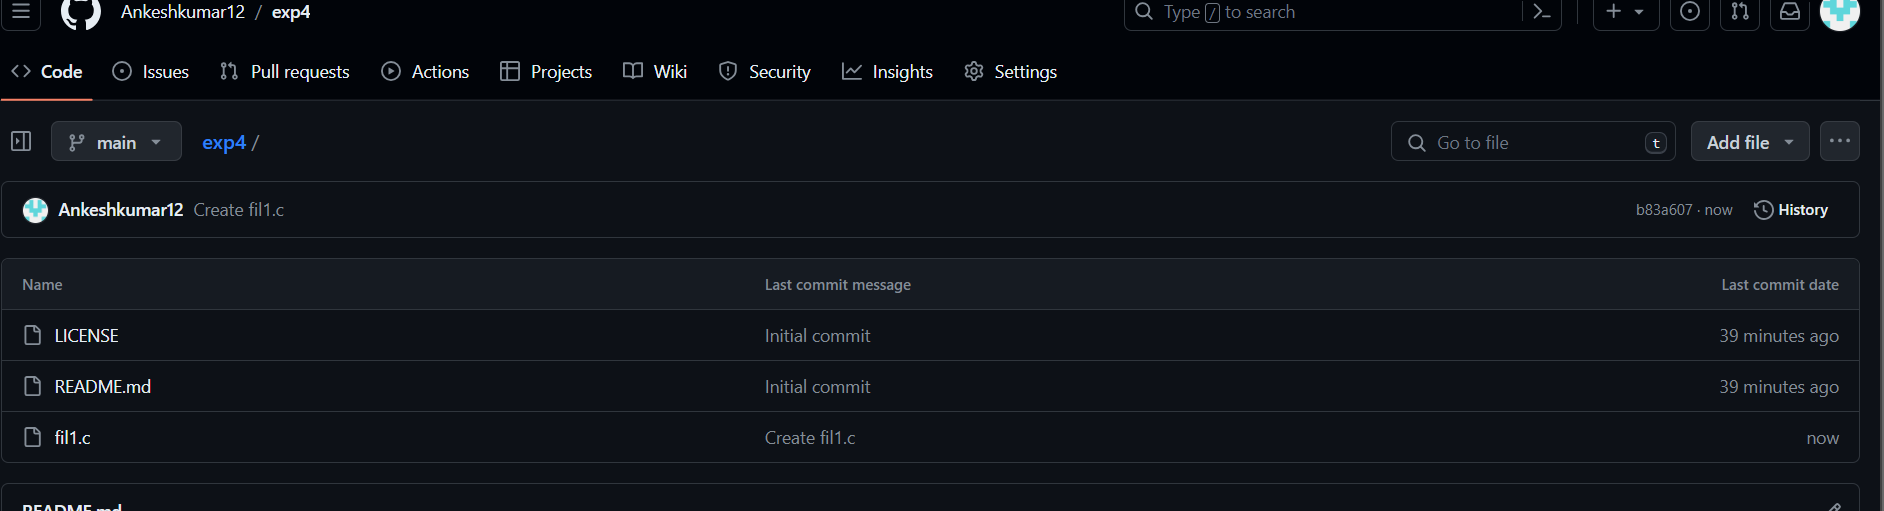 Ankeshkumar12 / exp4
Type / to search
Code Issues Pull requests Actions Projects Wiki Security Insights Settings
main exp4 / Go to file t Add file
Ankeshkumar12 Create fil1.c b83a607 · now History
Name Last commit message Last commit date
LICENSE Initial commit 39 minutes ago
README.md Initial commit 39 minutes ago
fil1.c Create fil1.c now
README.md